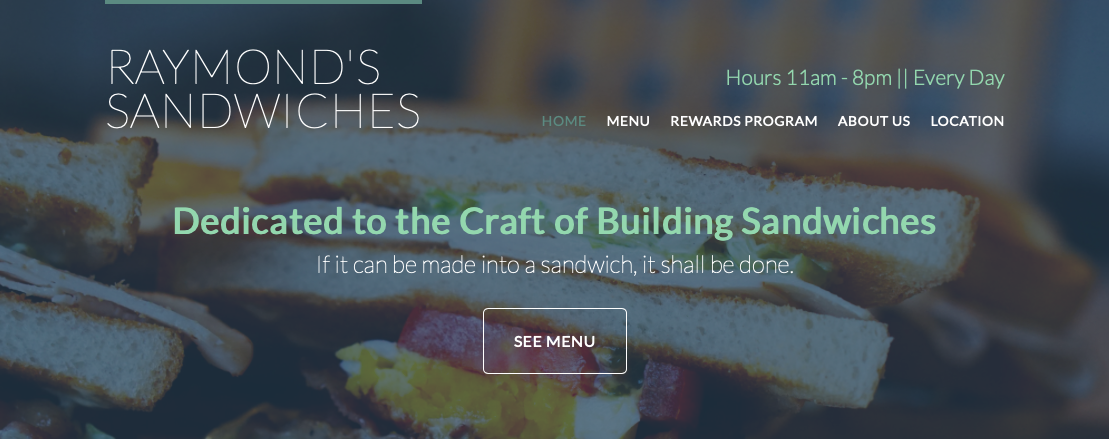 RAYMOND'S
SANDWICHES
Hours 11am - 8pm || Every Day
HOME MENU REWARDS PROGRAM ABOUT US LOCATION
Dedicated to the Craft of Building Sandwiches
If it can be made into a sandwich, it shall be done.
SEE MENU